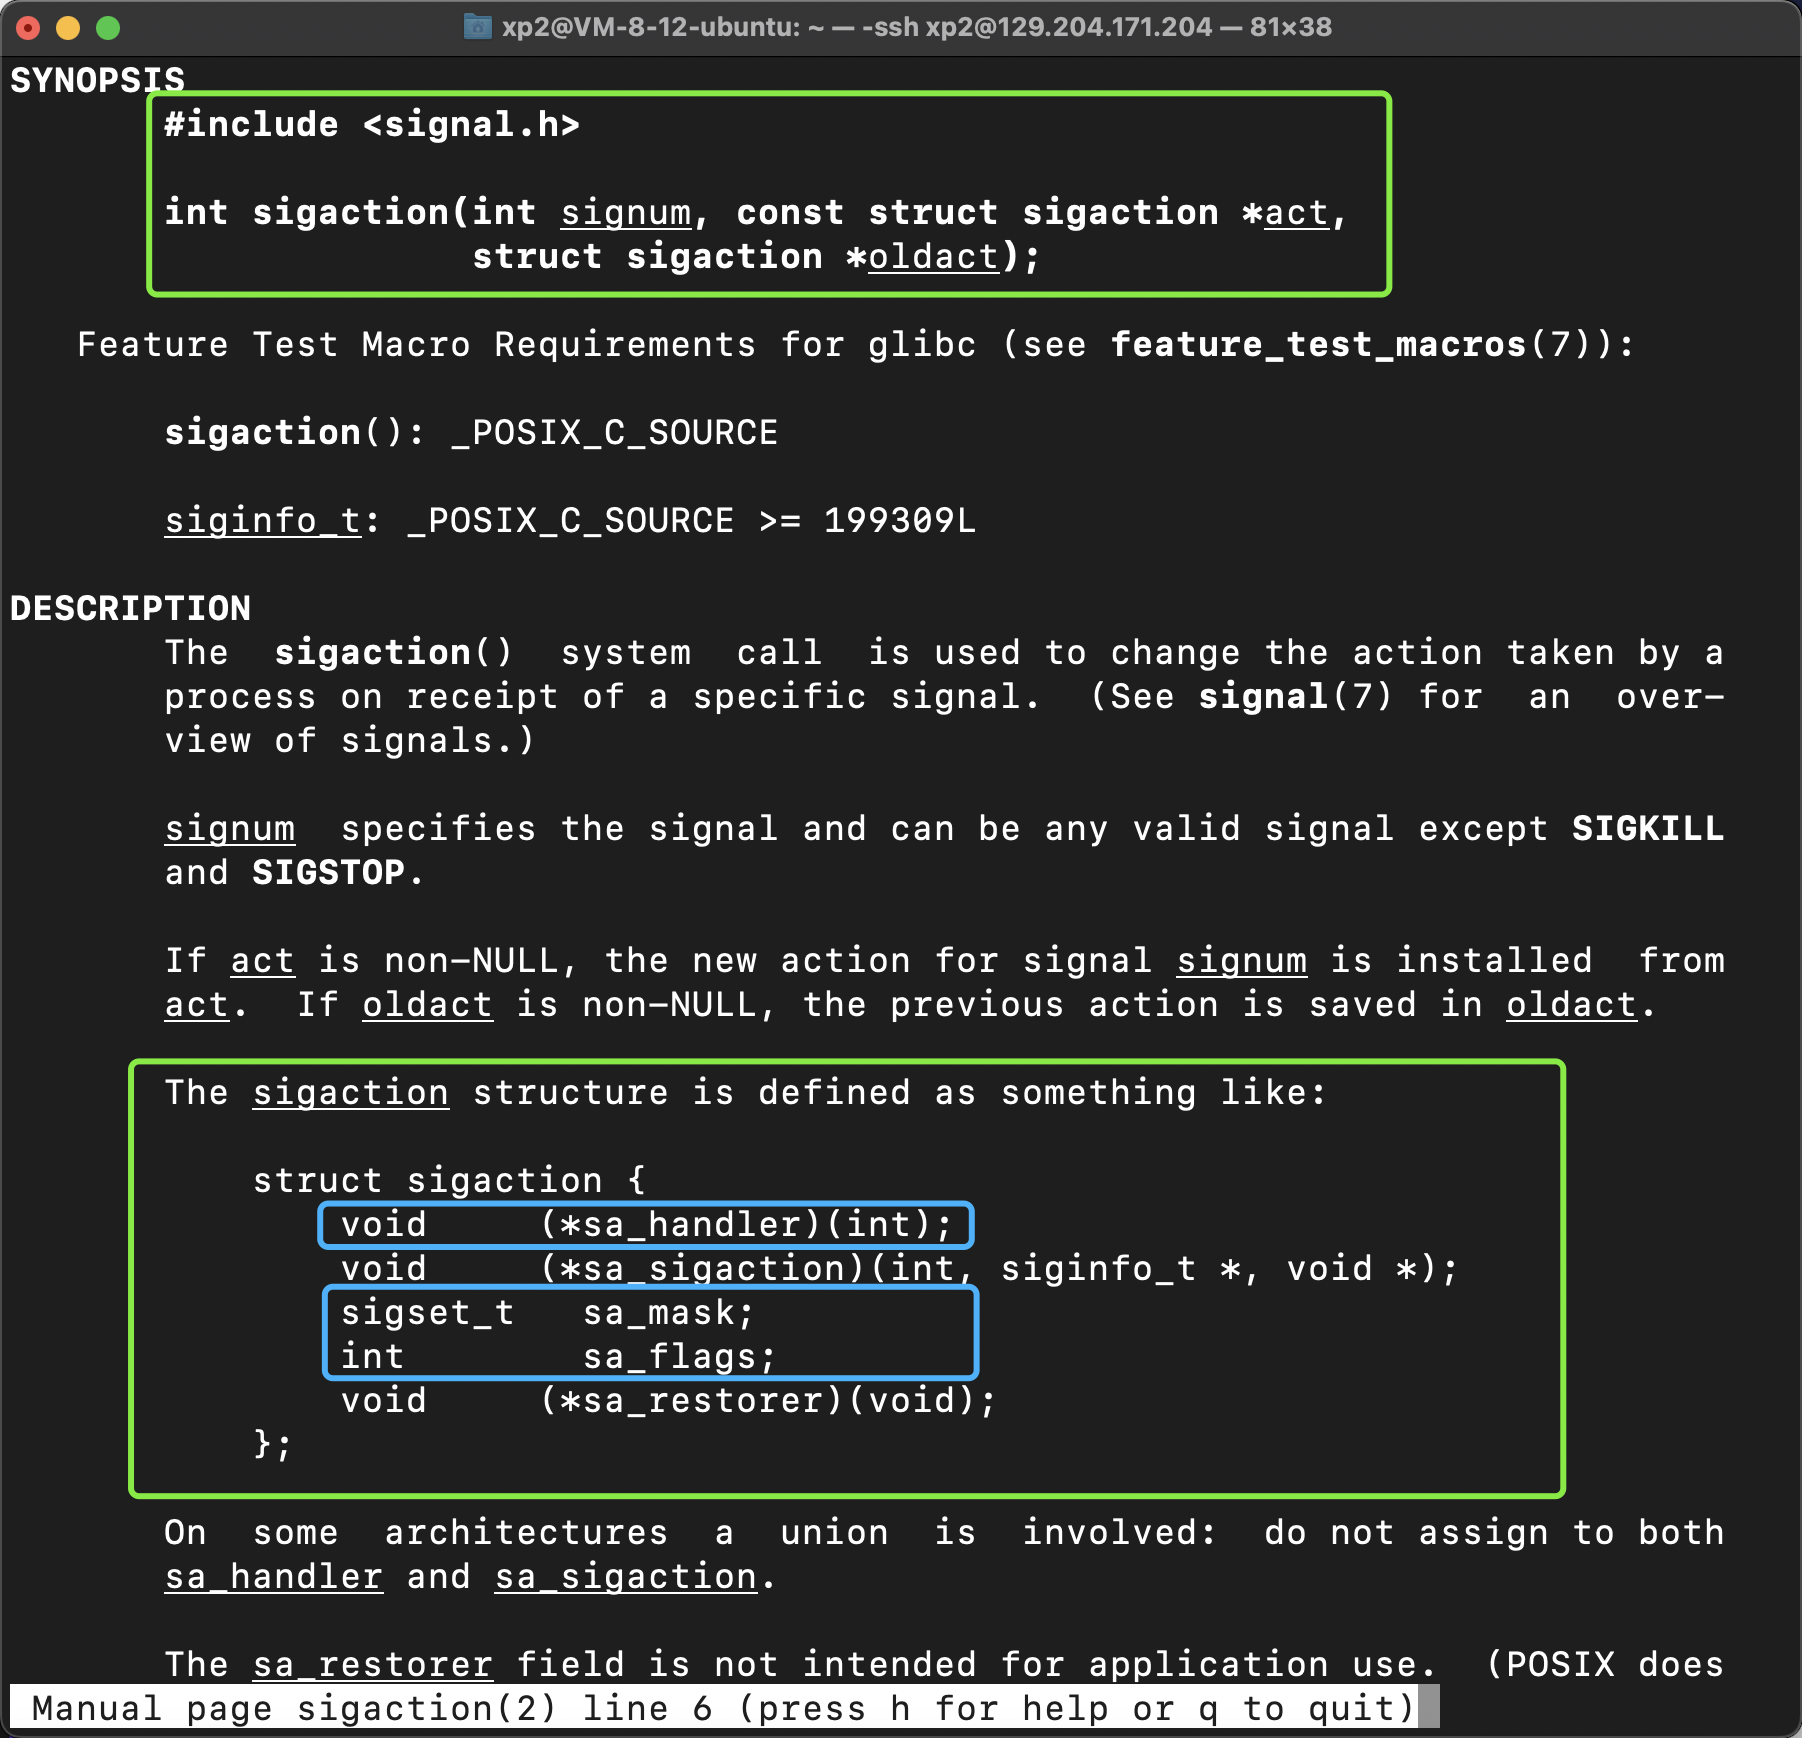 xp2@VM-8-12-ubuntu: ~ — -ssh xp2@129.204.171.204 — 81×38
SYNOPSIS
#include <signal.h>
int sigaction(int signum, const struct sigaction *act,
struct sigaction *oldact);
Feature Test Macro Requirements for glibc (see feature_test_macros(7)):
sigaction(): _POSIX_C_SOURCE
siginfo_t: _POSIX_C_SOURCE >= 199309L
DESCRIPTION
The sigaction() system call is used to change the action taken by a
process on receipt of a specific signal. (See signal(7) for an over-
view of signals.)
signum specifies the signal and can be any valid signal except SIGKILL
and SIGSTOP.
If act is non-NULL, the new action for signal signum is installed from
act. If oldact is non-NULL, the previous action is saved in oldact.
The sigaction structure is defined as something like:
struct sigaction {
void (*sa_handler)(int);
void (*sa_sigaction)(int, siginfo_t *, void *);
sigset_t sa_mask;
int sa_flags;
void (*sa_restorer)(void);
};
On some architectures a union is involved: do not assign to both
sa_handler and sa_sigaction.
The sa_restorer field is not intended for application use. (POSIX does
Manual page sigaction(2) line 6 (press h for help or q to quit)